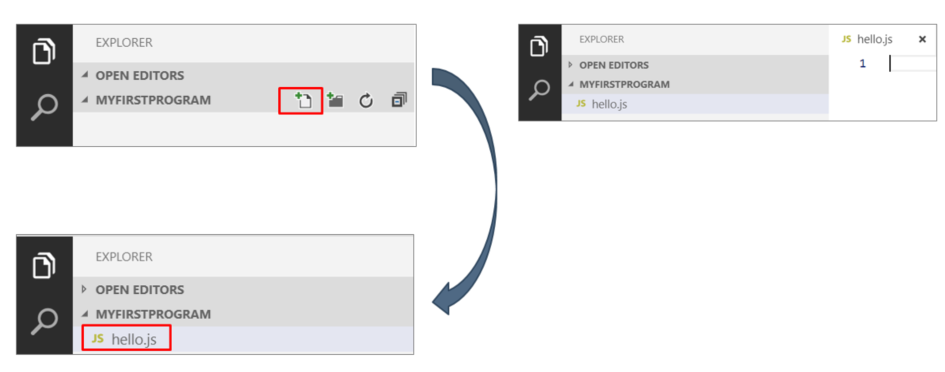 EXPLORER
OPEN EDITORS
MYFIRSTPROGRAM
EXPLORER
OPEN EDITORS
MYFIRSTPROGRAM
JS hello.js
EXPLORER
OPEN EDITORS
MYFIRSTPROGRAM
JS hello.js
JS hello.js
1